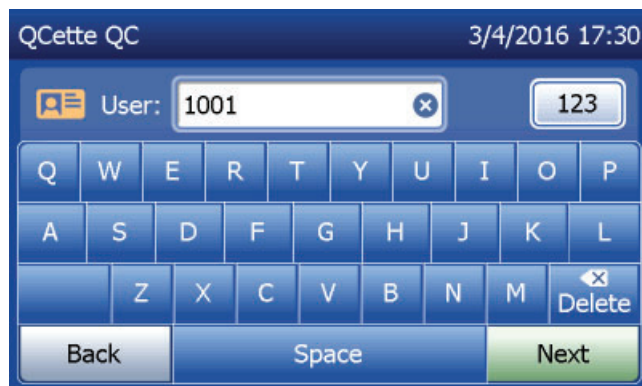 QCette QC 3/4/2016 17:30
User: 1001 123
Q W E R T Y U I O P
A S D F G H J K L
Z X C V B N M Delete
Back Space Next